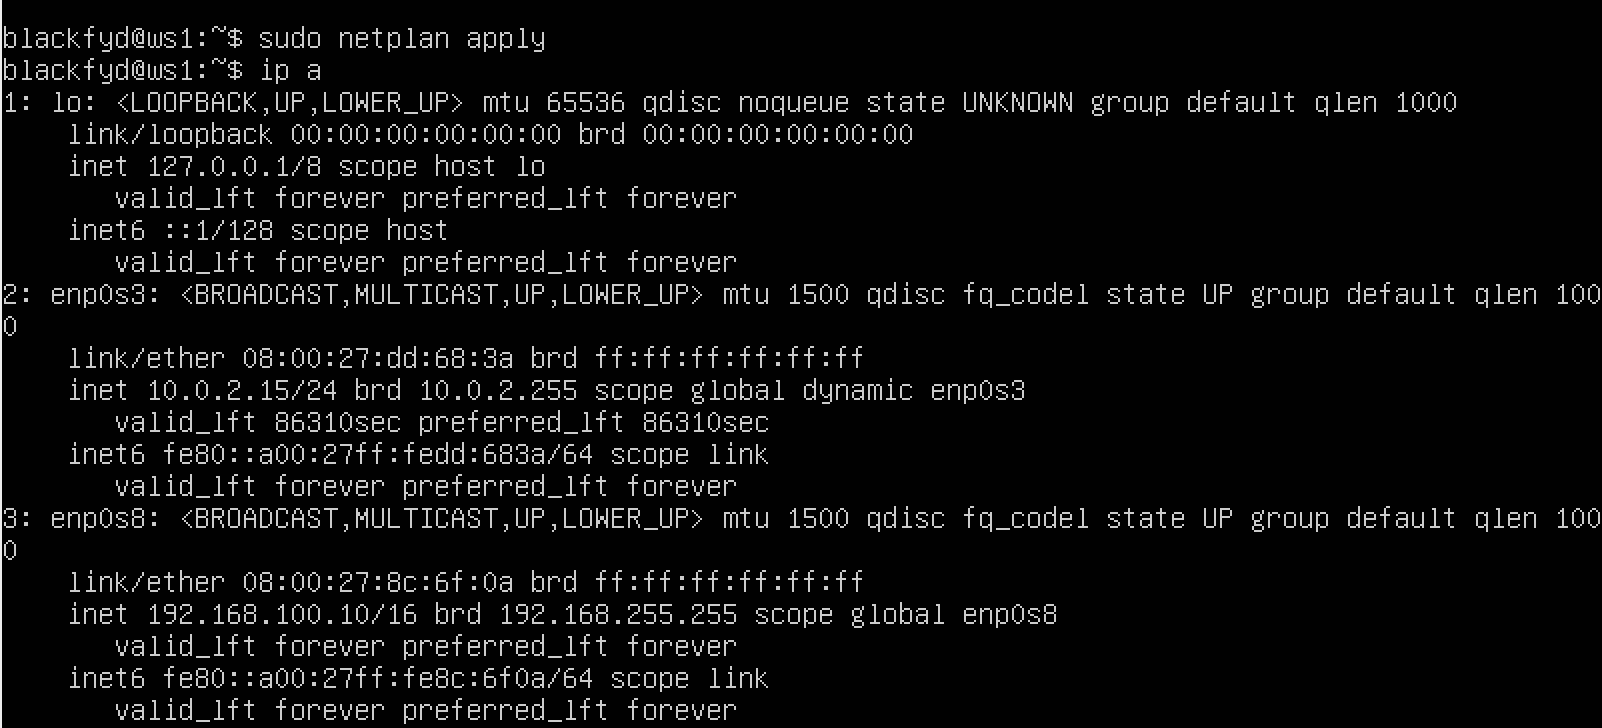 blackfyd@ws1:~$ sudo netplan apply
blackfyd@ws1:~$ ip a
1: lo: <LOOPBACK,UP,LOWER_UP> mtu 65536 qdisc noqueue state UNKNOWN group default qlen 1000
    link/loopback 00:00:00:00:00:00 brd 00:00:00:00:00:00
    inet 127.0.0.1/8 scope host lo
       valid_lft forever preferred_lft forever
    inet6 ::1/128 scope host
       valid_lft forever preferred_lft forever
2: enp0s3: <BROADCAST,MULTICAST,UP,LOWER_UP> mtu 1500 qdisc fq_codel state UP group default qlen 100
0
    link/ether 08:00:27:dd:68:3a brd ff:ff:ff:ff:ff:ff
    inet 10.0.2.15/24 brd 10.0.2.255 scope global dynamic enp0s3
       valid_lft 86310sec preferred_lft 86310sec
    inet6 fe80::a00:27ff:fedd:683a/64 scope link
       valid_lft forever preferred_lft forever
3: enp0s8: <BROADCAST,MULTICAST,UP,LOWER_UP> mtu 1500 qdisc fq_codel state UP group default qlen 100
0
    link/ether 08:00:27:8c:6f:0a brd ff:ff:ff:ff:ff:ff
    inet 192.168.100.10/16 brd 192.168.255.255 scope global enp0s8
       valid_lft forever preferred_lft forever
    inet6 fe80::a00:27ff:fe8c:6f0a/64 scope link
       valid_lft forever preferred_lft forever